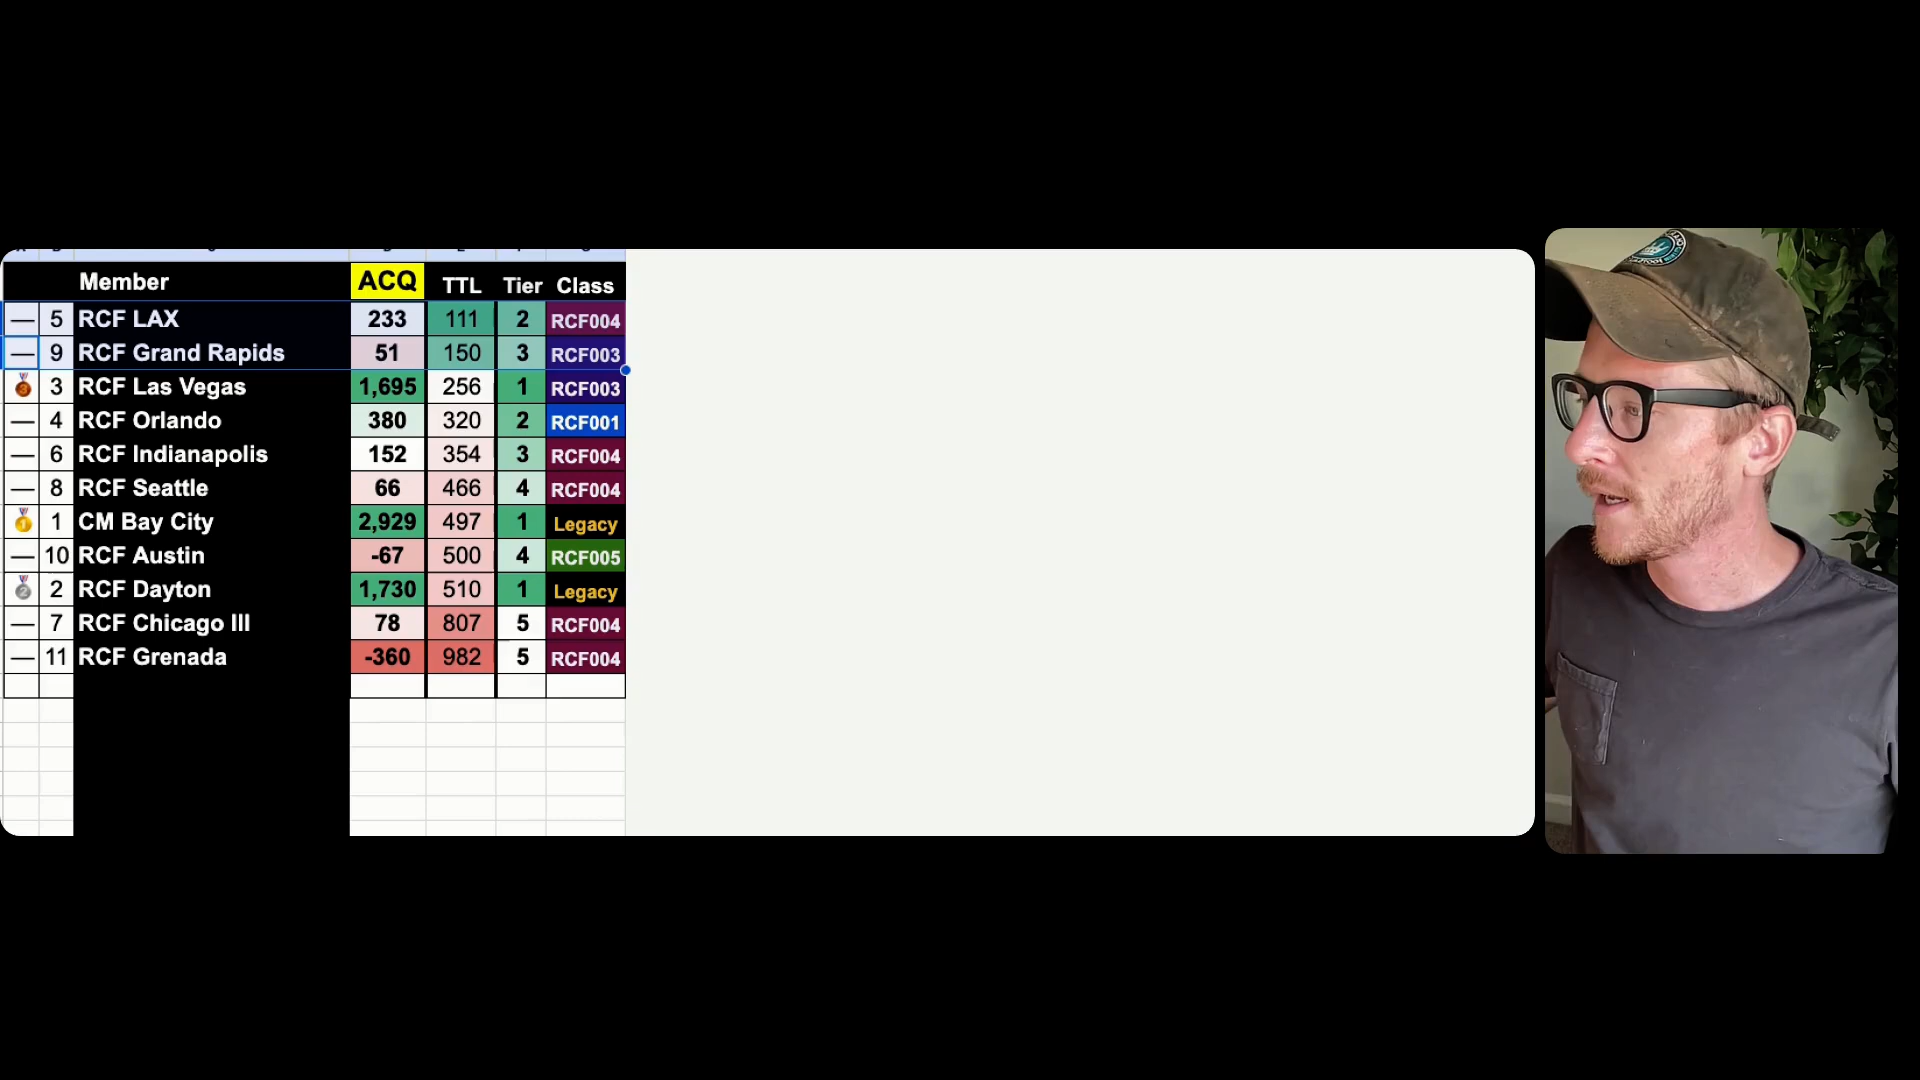 Member ACQ TTL Tier Class
— 5 RCF LAX 233 111 2 RCF004
— 9 RCF Grand Rapids 51 150 3 RCF003
3 3 RCF Las Vegas 1,695 256 1 RCF003
— 4 RCF Orlando 380 320 2 RCF001
— 6 RCF Indianapolis 152 354 3 RCF004
— 8 RCF Seattle 66 466 4 RCF004
1 1 CM Bay City 2,929 497 1 Legacy
— 10 RCF Austin -67 500 4 RCF005
2 2 RCF Dayton 1,730 510 1 Legacy
— 7 RCF Chicago III 78 807 5 RCF004
— 11 RCF Grenada -360 982 5 RCF004